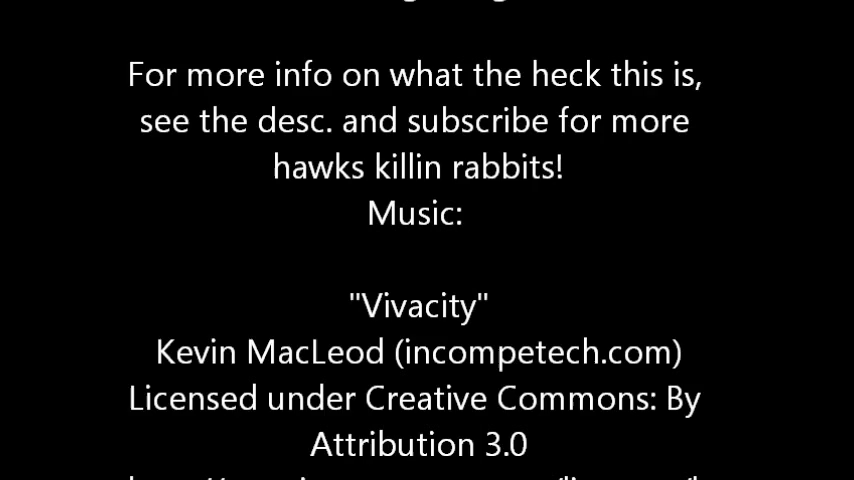 For more info on what the heck this is,
see the desc. and subscribe for more
hawks killin rabbits!
Music:
"Vivacity"
Kevin MacLeod (incompetech.com)
Licensed under Creative Commons: By
Attribution 3.0